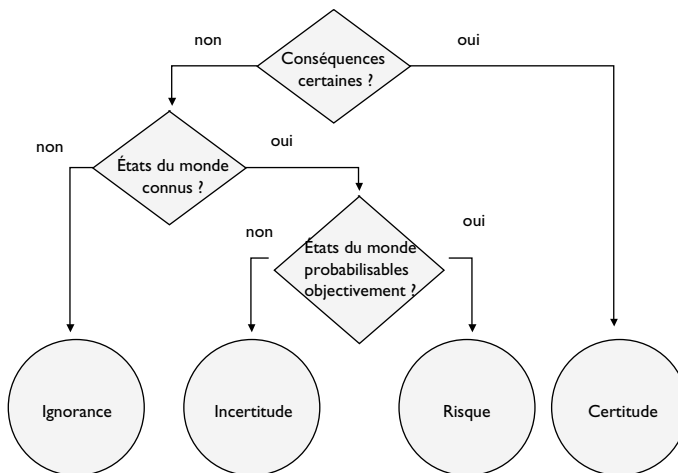 non
oui
Conséquences
certaines ?
non
oui
États du monde
connus ?
non
oui
États du monde
probabilisables
objectivement ?
Ignorance
Incertitude
Risque
Certitude